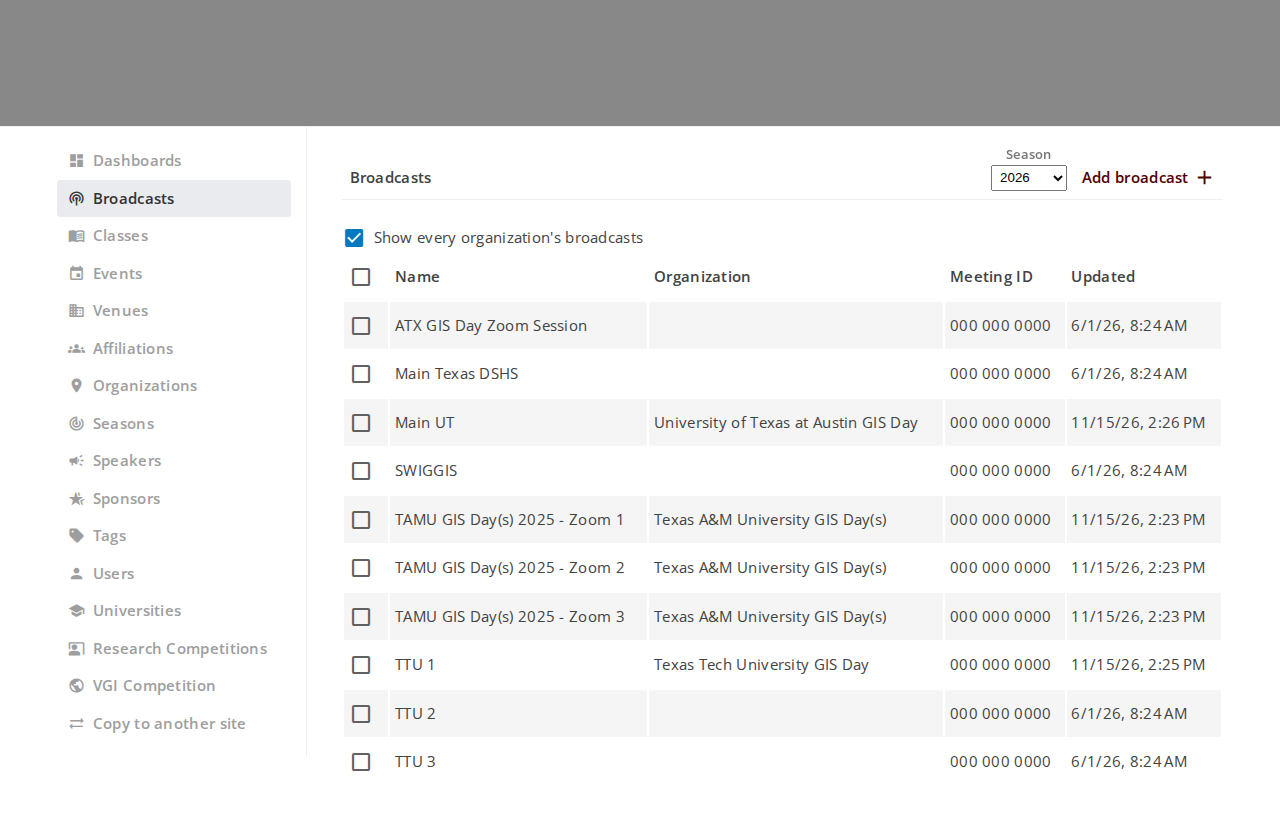 Dashboards
Broadcasts
Classes
Events
Venues
Affiliations
Organizations
Seasons
Speakers
Sponsors
Tags
Users
Universities
Research Competitions
VGI Competition
Copy to another site
Season
Broadcasts 2026 Add broadcast
Show every organization's broadcasts
Name Organization Meeting ID Updated
ATX GIS Day Zoom Session 000 000 0000 6/1/26, 8:24 AM
Main Texas DSHS 000 000 0000 6/1/26, 8:24 AM
Main UT University of Texas at Austin GIS Day 000 000 0000 11/15/26, 2:26 PM
SWIGGIS 000 000 0000 6/1/26, 8:24 AM
TAMU GIS Day(s) 2025 - Zoom 1 Texas A&M University GIS Day(s) 000 000 0000 11/15/26, 2:23 PM
TAMU GIS Day(s) 2025 - Zoom 2 Texas A&M University GIS Day(s) 000 000 0000 11/15/26, 2:23 PM
TAMU GIS Day(s) 2025 - Zoom 3 Texas A&M University GIS Day(s) 000 000 0000 11/15/26, 2:23 PM
TTU 1 Texas Tech University GIS Day 000 000 0000 11/15/26, 2:25 PM
TTU 2 000 000 0000 6/1/26, 8:24 AM
TTU 3 000 000 0000 6/1/26, 8:24 AM